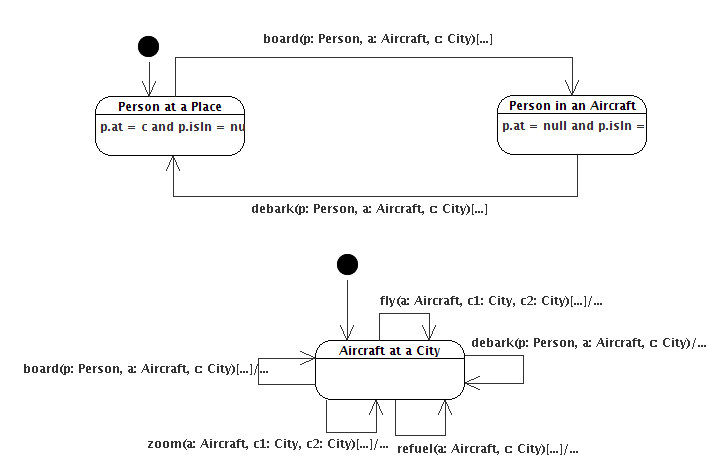 board(p: Person, a: Aircraft, c: City)[...]
Person at a Place
p.at = c and p.isIn = nu
Person in an Aircraft
p.at = null and p.isIn =
debark(p: Person, a: Aircraft, c: City)[...]
fly(a: Aircraft, c1: City, c2: City)[...]/...
debark(p: Person, a: Aircraft, c: City)/...
Aircraft at a City
board(p: Person, a: Aircraft, c: City)[...]/...
zoom(a: Aircraft, c1: City, c2: City)[...]/...
refuel(a: Aircraft, c: City)[...]/...